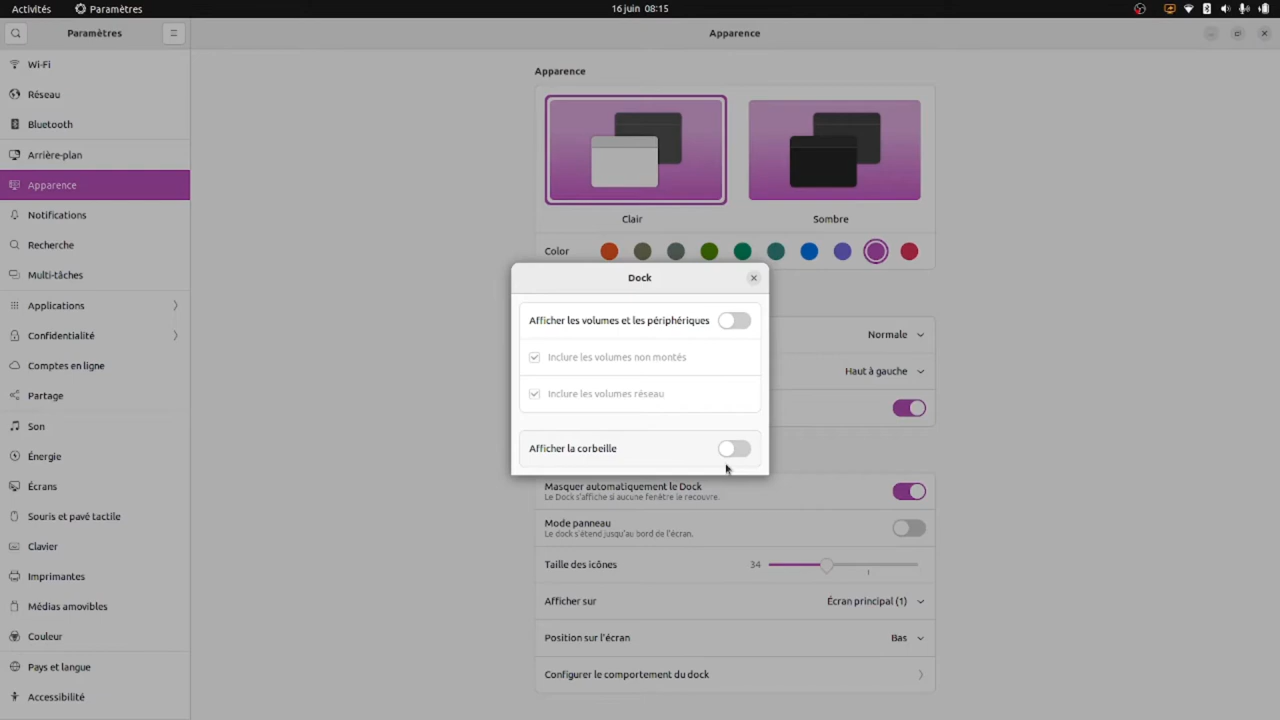 Activités Paramètres 16 juin 08:15
Paramètres
Apparence
Wi-Fi
Réseau
Bluetooth
Arrière-plan
Apparence
Notifications
Recherche
Multi-tâches
Applications
Confidentialité
Comptes en ligne
Partage
Son
Énergie
Écrans
Souris et pavé tactile
Clavier
Imprimantes
Médias amovibles
Couleur
Pays et langue
Accessibilité
Apparence
Clair
Sombre
Color
Dock
Afficher les volumes et les périphériques
Inclure les volumes non montés
Inclure les volumes réseau
Afficher la corbeille
Normale
Haut à gauche
Masquer automatiquement le Dock
Le Dock s'affiche si aucune fenêtre le recouvre.
Mode panneau
Le dock s'étend jusqu'au bord de l'écran.
Taille des icônes 34
Afficher sur Écran principal (1)
Position sur l'écran Bas
Configurer le comportement du dock